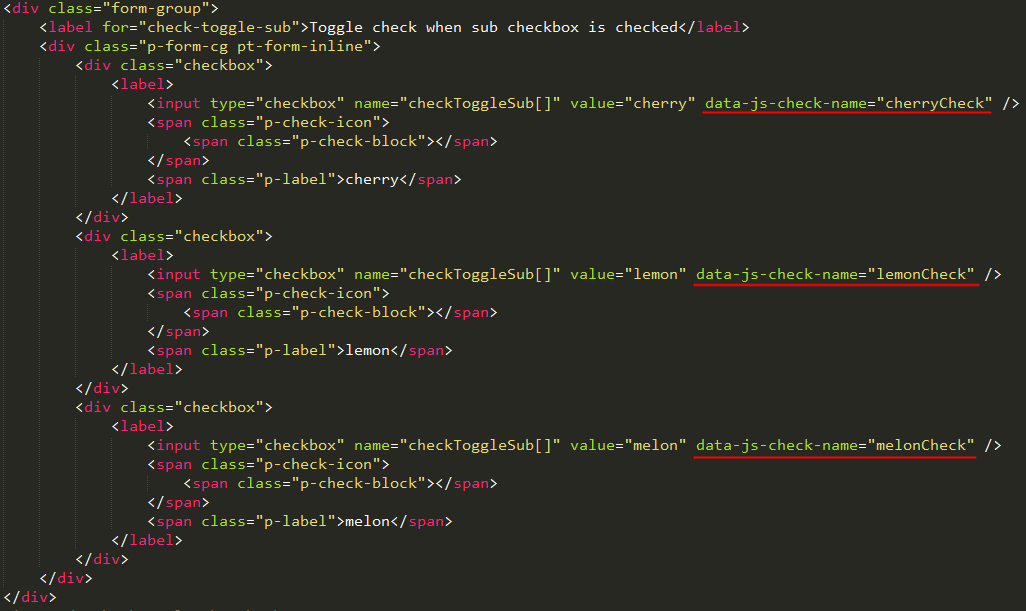 <div class="form-group">
<label for="check-toggle-sub">Toggle check when sub checkbox is checked</label>
<div class="p-form-cg pt-form-inline">
<div class="checkbox">
<label>
<input type="checkbox" name="checkToggleSub[]" value="cherry" data-js-check-name="cherryCheck" />
<span class="p-check-icon">
<span class="p-check-block"></span>
</span>
<span class="p-label">cherry</span>
</label>
</div>
<div class="checkbox">
<label>
<input type="checkbox" name="checkToggleSub[]" value="lemon" data-js-check-name="lemonCheck" />
<span class="p-check-icon">
<span class="p-check-block"></span>
</span>
<span class="p-label">lemon</span>
</label>
</div>
<div class="checkbox">
<label>
<input type="checkbox" name="checkToggleSub[]" value="melon" data-js-check-name="melonCheck" />
<span class="p-check-icon">
<span class="p-check-block"></span>
</span>
<span class="p-label">melon</span>
</label>
</div>
</div>
</div>